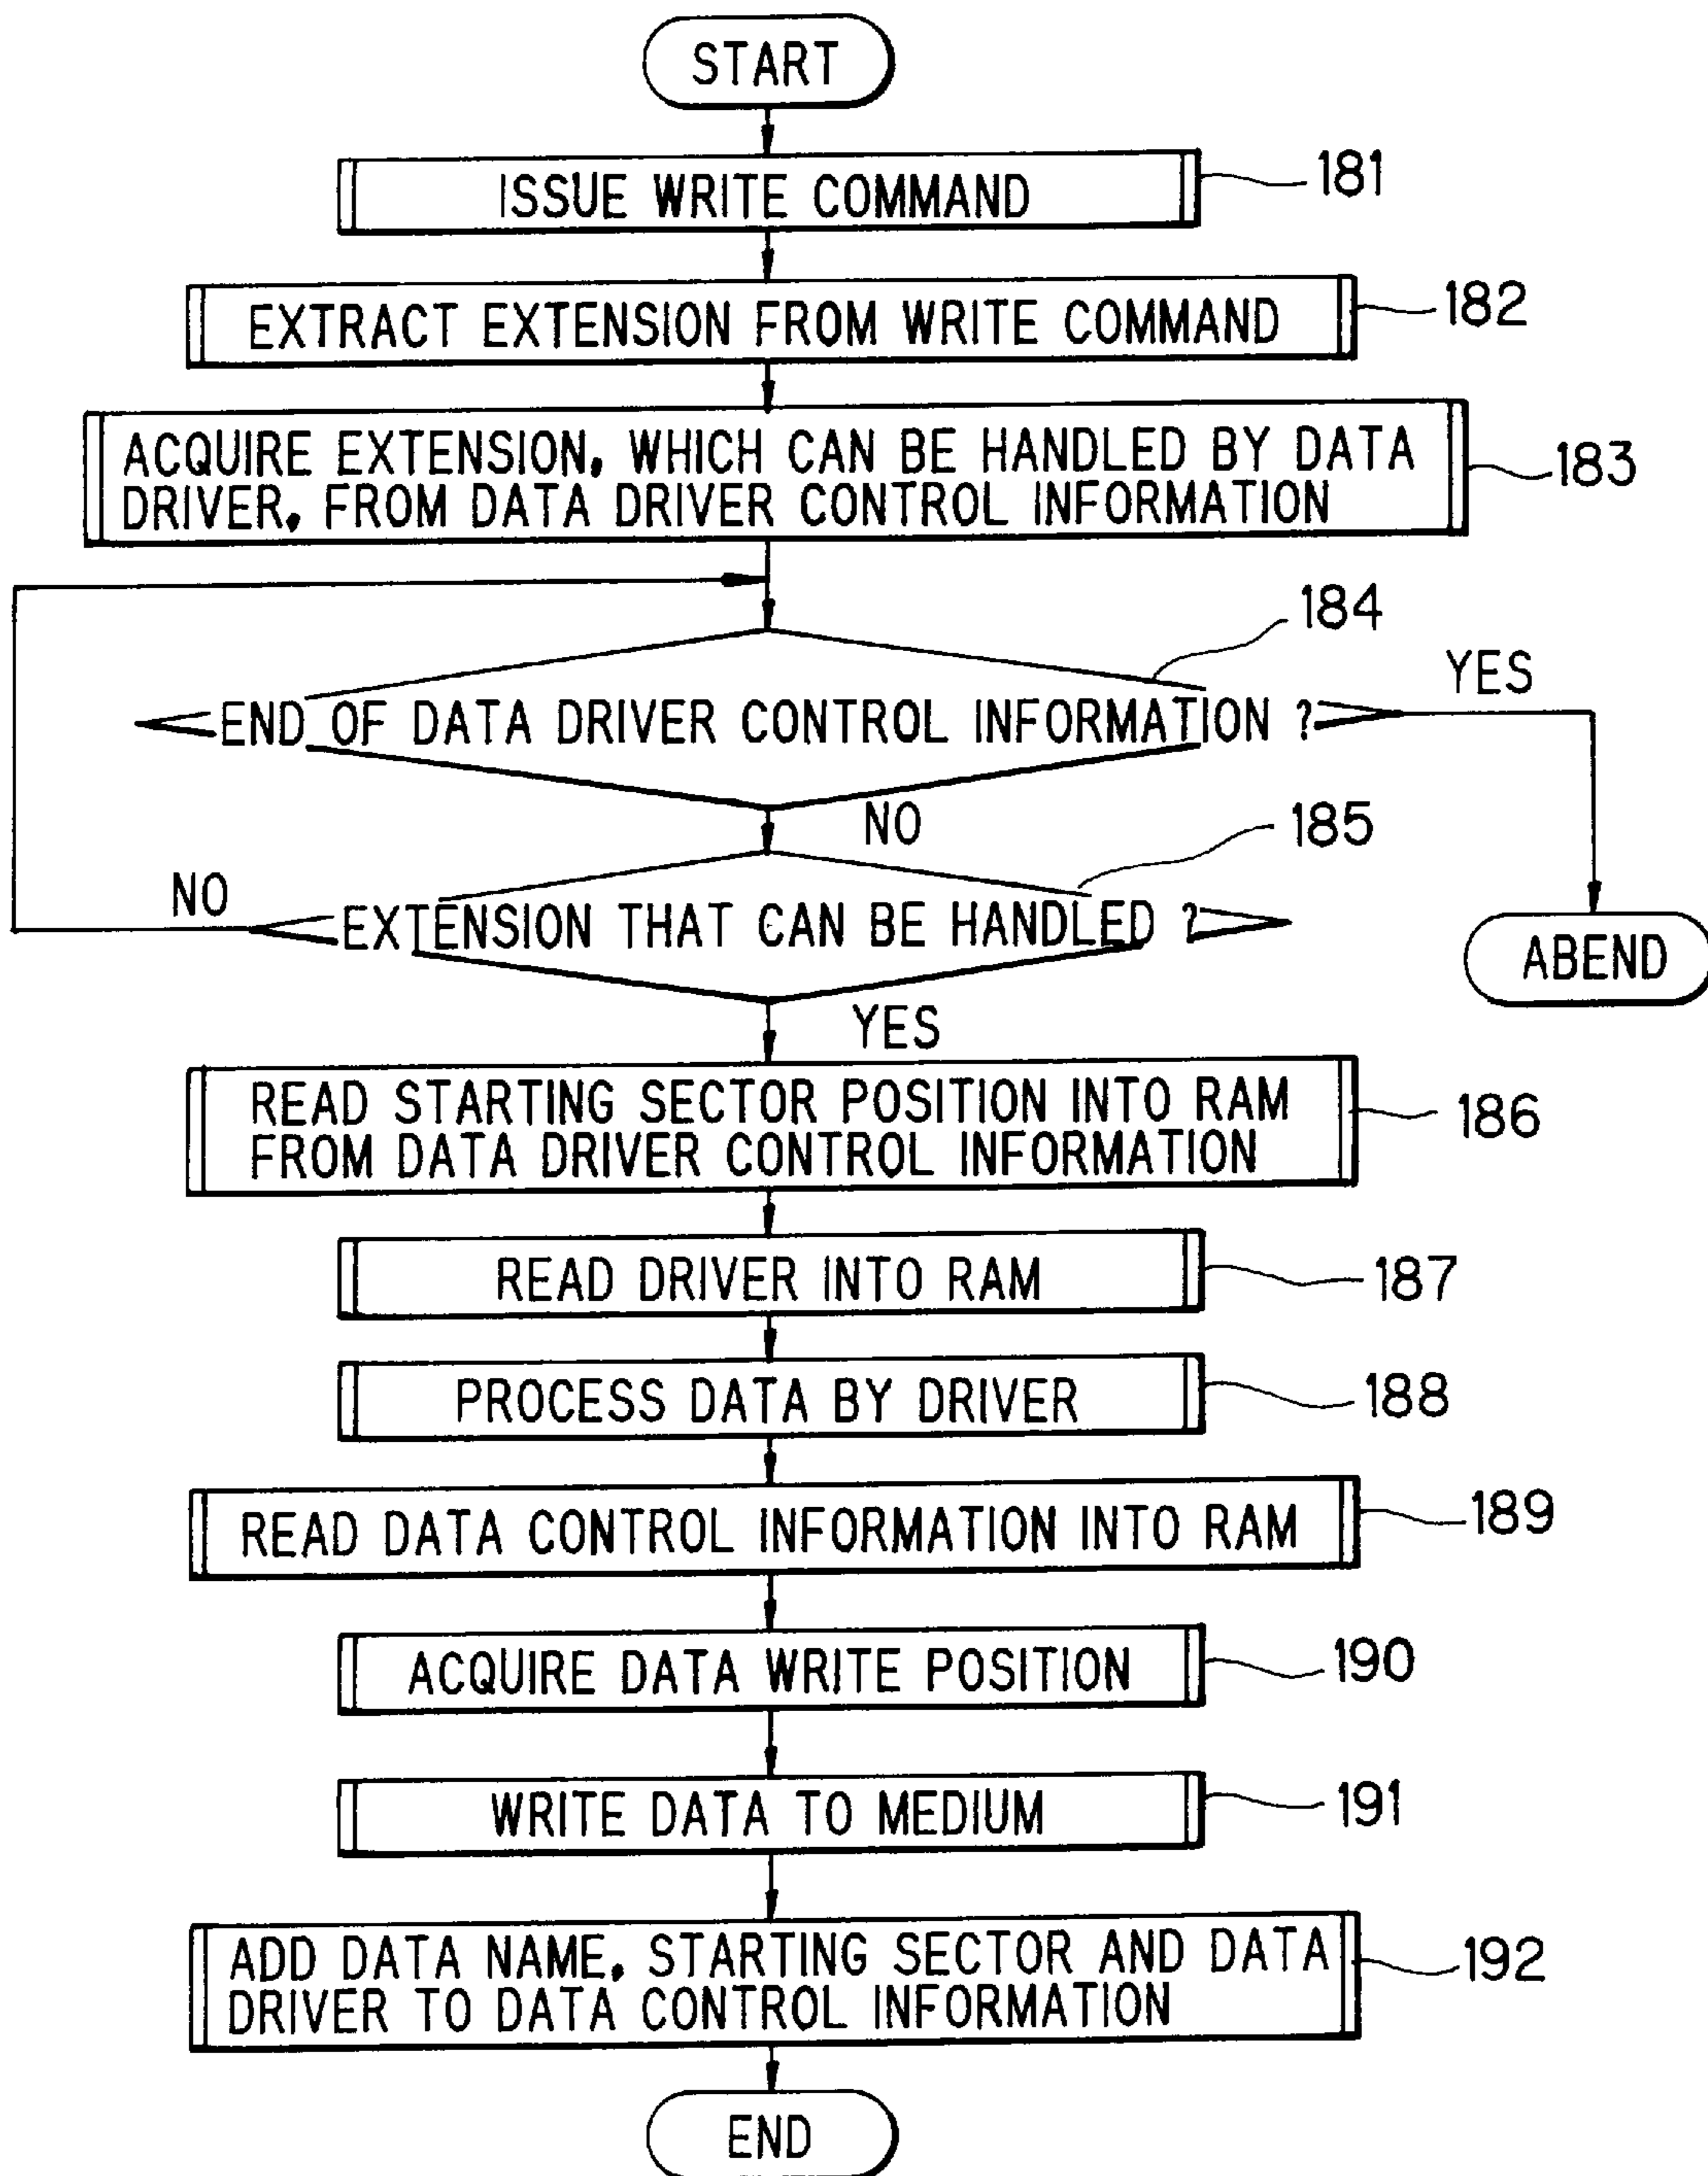 START
ISSUE WRITE COMMAND
181
EXTRACT EXTENSION FROM WRITE COMMAND
182
ACQUIRE EXTENSION, WHICH CAN BE HANDLED BY DATA
DRIVER, FROM DATA DRIVER CONTROL INFORMATION
183
184
YES
END OF DATA DRIVER CONTROL INFORMATION ?
NO
185
NO
EXTENSION THAT CAN BE HANDLED ?
ABEND
YES
READ STARTING SECTOR POSITION INTO RAM
FROM DATA DRIVER CONTROL INFORMATION
186
READ DRIVER INTO RAM
187
PROCESS DATA BY DRIVER
188
READ DATA CONTROL INFORMATION INTO RAM
189
ACQUIRE DATA WRITE POSITION
190
WRITE DATA TO MEDIUM
191
ADD DATA NAME, STARTING SECTOR AND DATA
DRIVER TO DATA CONTROL INFORMATION
192
END